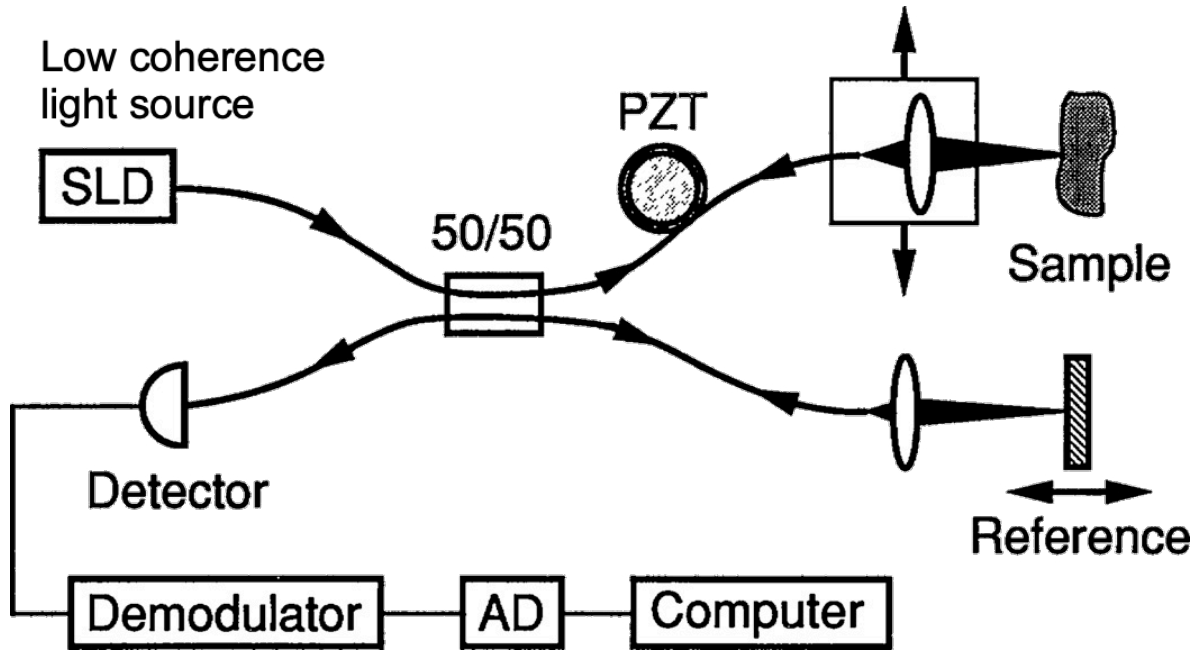 Low coherence
light source
SLD
PZT
50/50
Sample
Detector
Reference
Demodulator
AD
Computer